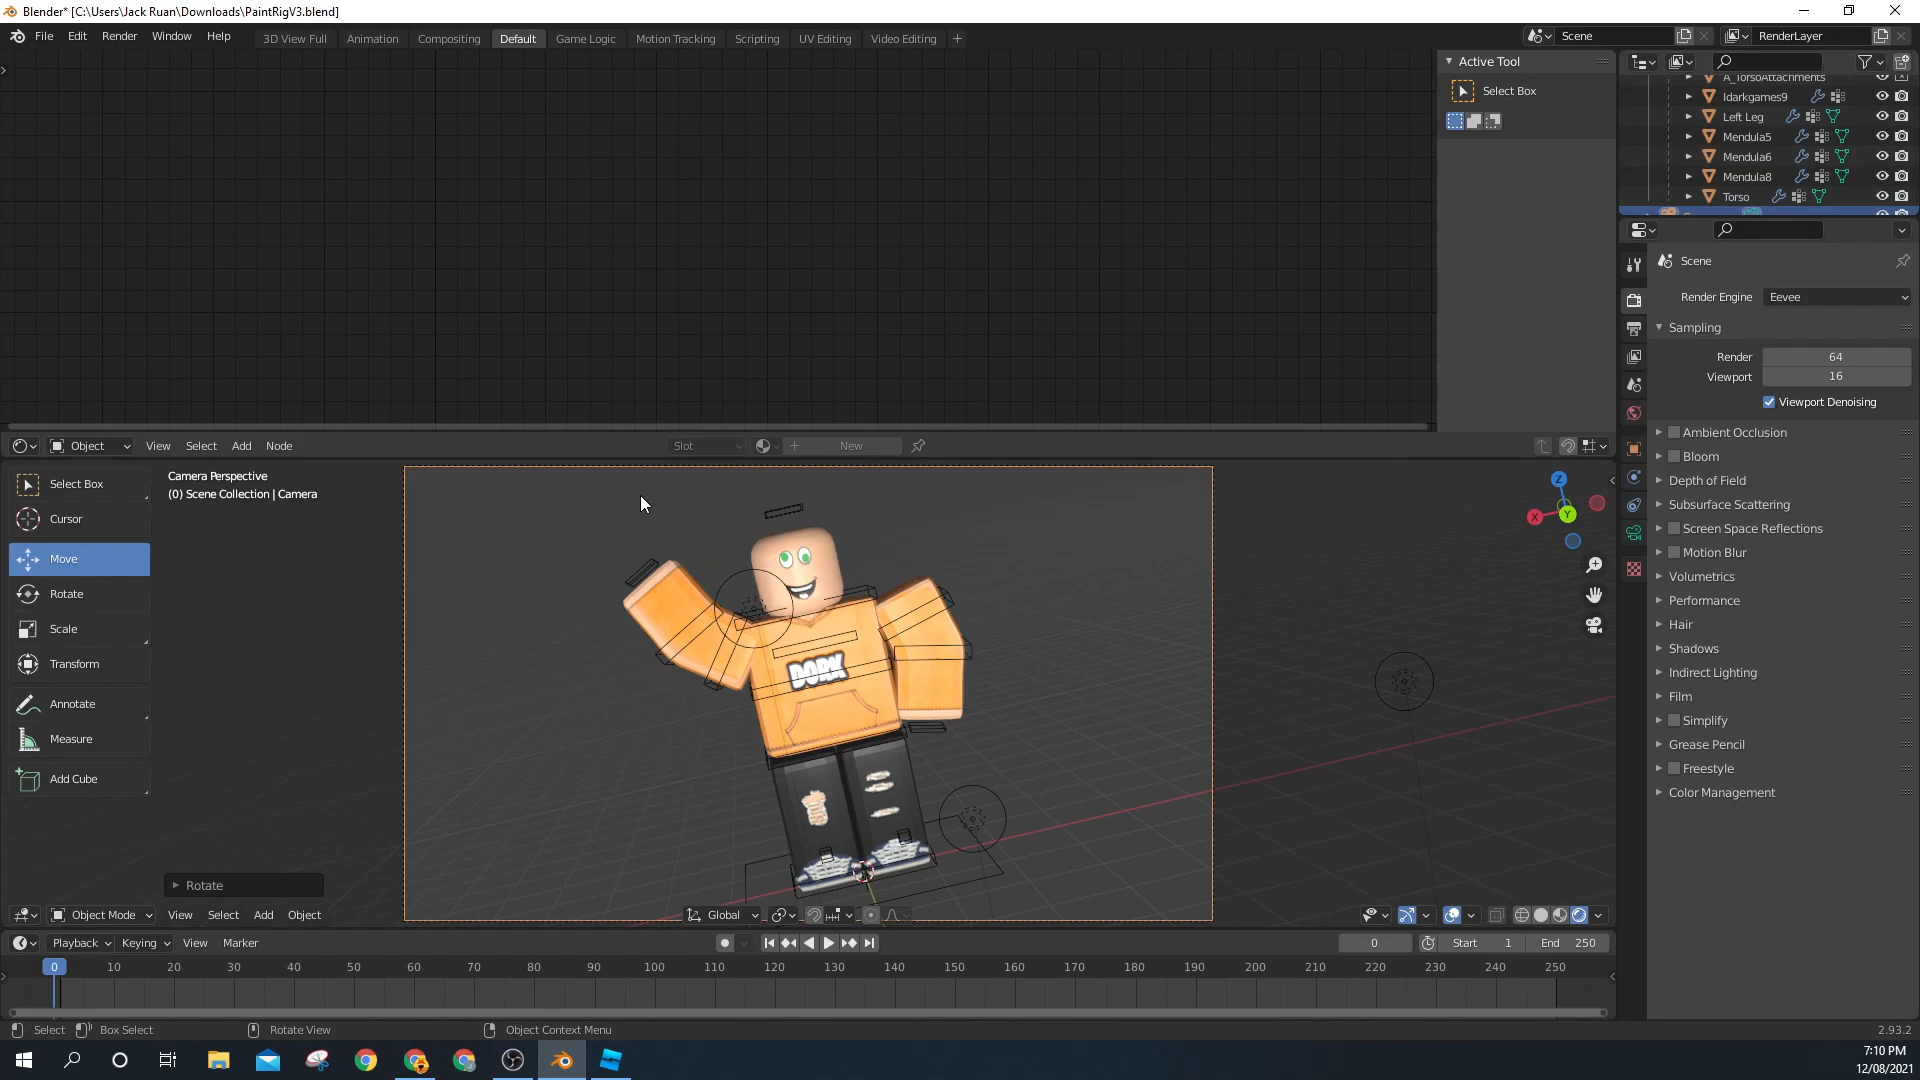 Blender* [C:\Users\Jack Ruan\Downloads\PaintRigV3.blend]
File Edit Render Window Help
3D View Full Animation Compositing Default Game Logic Motion Tracking Scripting UV Editing Video Editing +
Scene
RenderLayer
Active Tool
Select Box
A_TorsoAttachments
Idarkgames9
Left Leg
Mendula5
Mendula6
Mendula8
Torso
Scene
Render Engine Eevee
Sampling
Render 64
Viewport 16
Viewport Denoising
Ambient Occlusion
Bloom
Depth of Field
Subsurface Scattering
Screen Space Reflections
Motion Blur
Volumetrics
Performance
Hair
Shadows
Indirect Lighting
Film
Simplify
Grease Pencil
Freestyle
Color Management
Object View Select Add Node
Slot New
Select Box
Cursor
Move
Rotate
Scale
Transform
Annotate
Measure
Add Cube
Camera Perspective
(0) Scene Collection | Camera
Z
X
Y
DORK
Rotate
Object Mode View Select Add Object
Global
Playback Keying View Marker
0 Start 1 End 250
0 10 20 30 40 50 60 70 80 90 100 110 120 130 140 150 160 170 180 190 200 210 220 230 240 250
Select Box Select Rotate View Object Context Menu
2.93.2
7:10 PM
12/08/2021